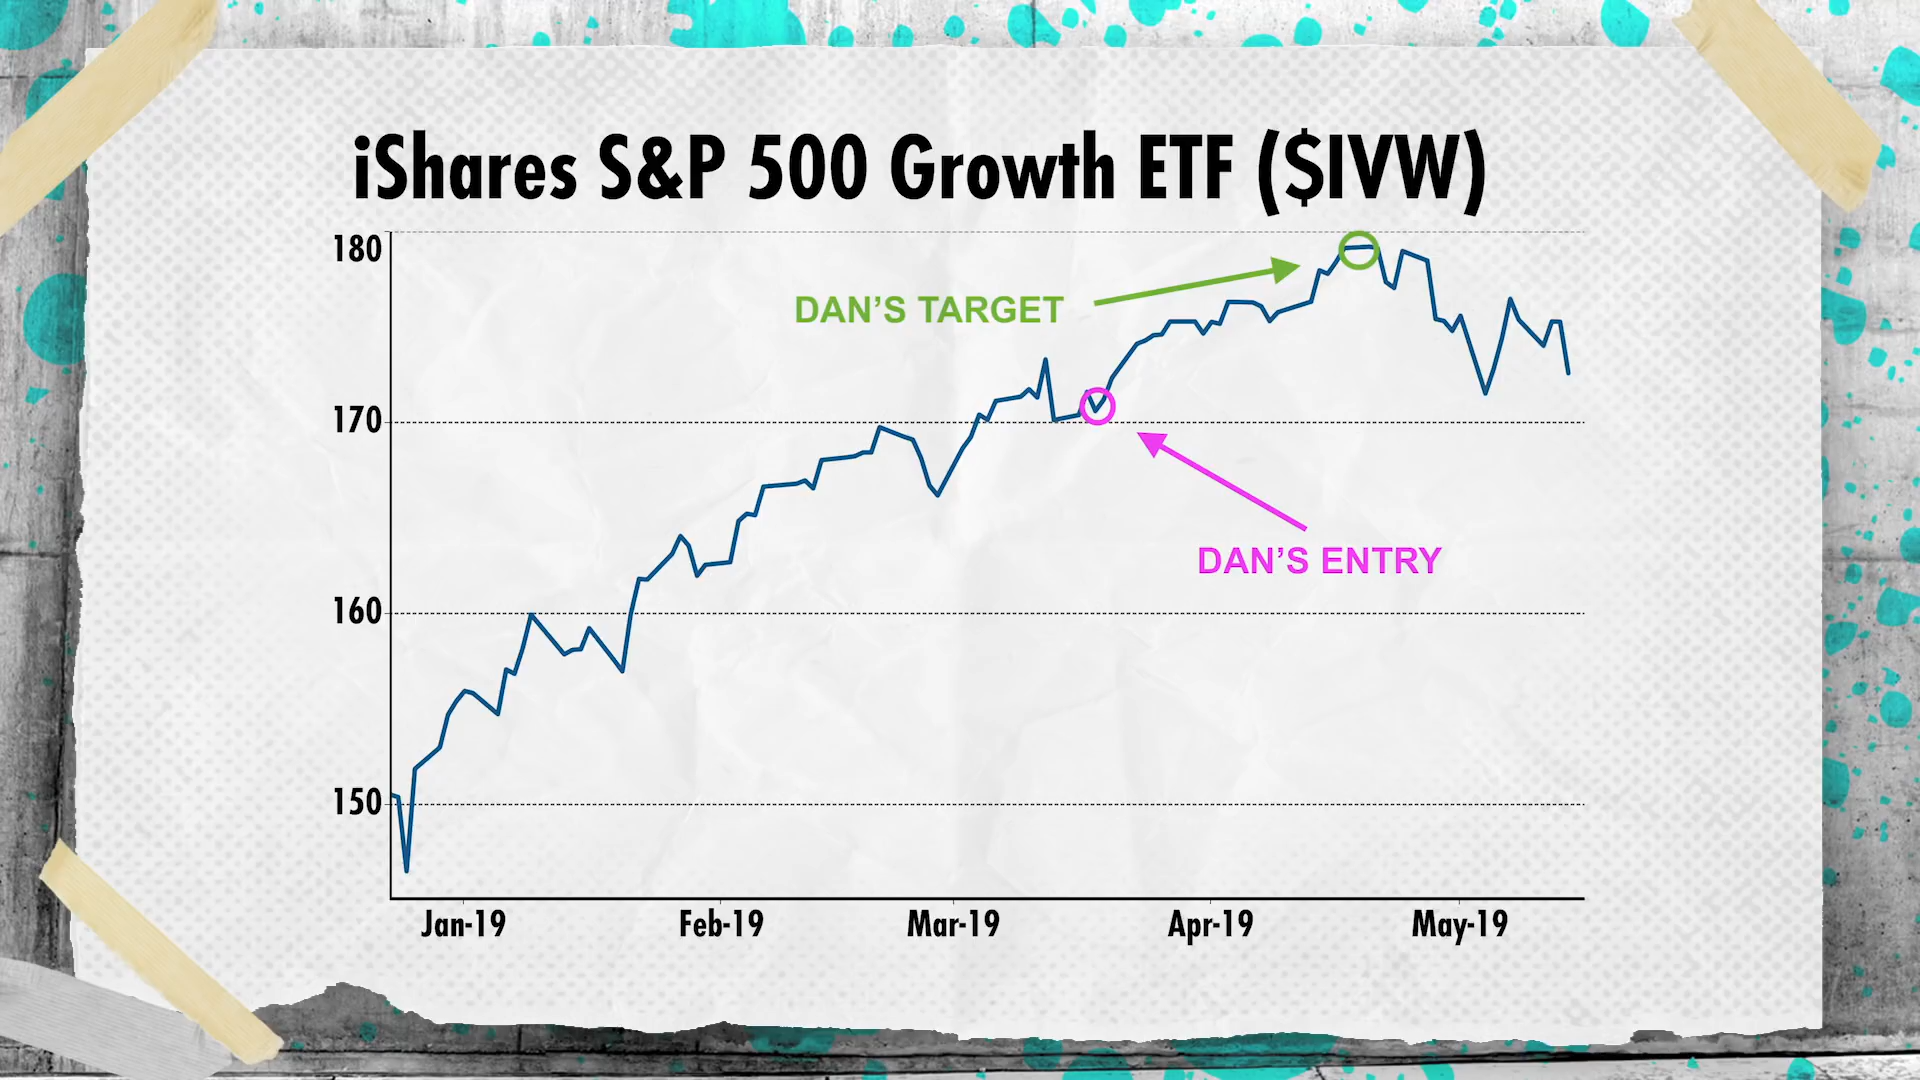 iShares S&P 500 Growth ETF ($IVW)
180
DAN'S TARGET
170
DAN'S ENTRY
160
150
Jan-19 Feb-19 Mar-19 Apr-19 May-19